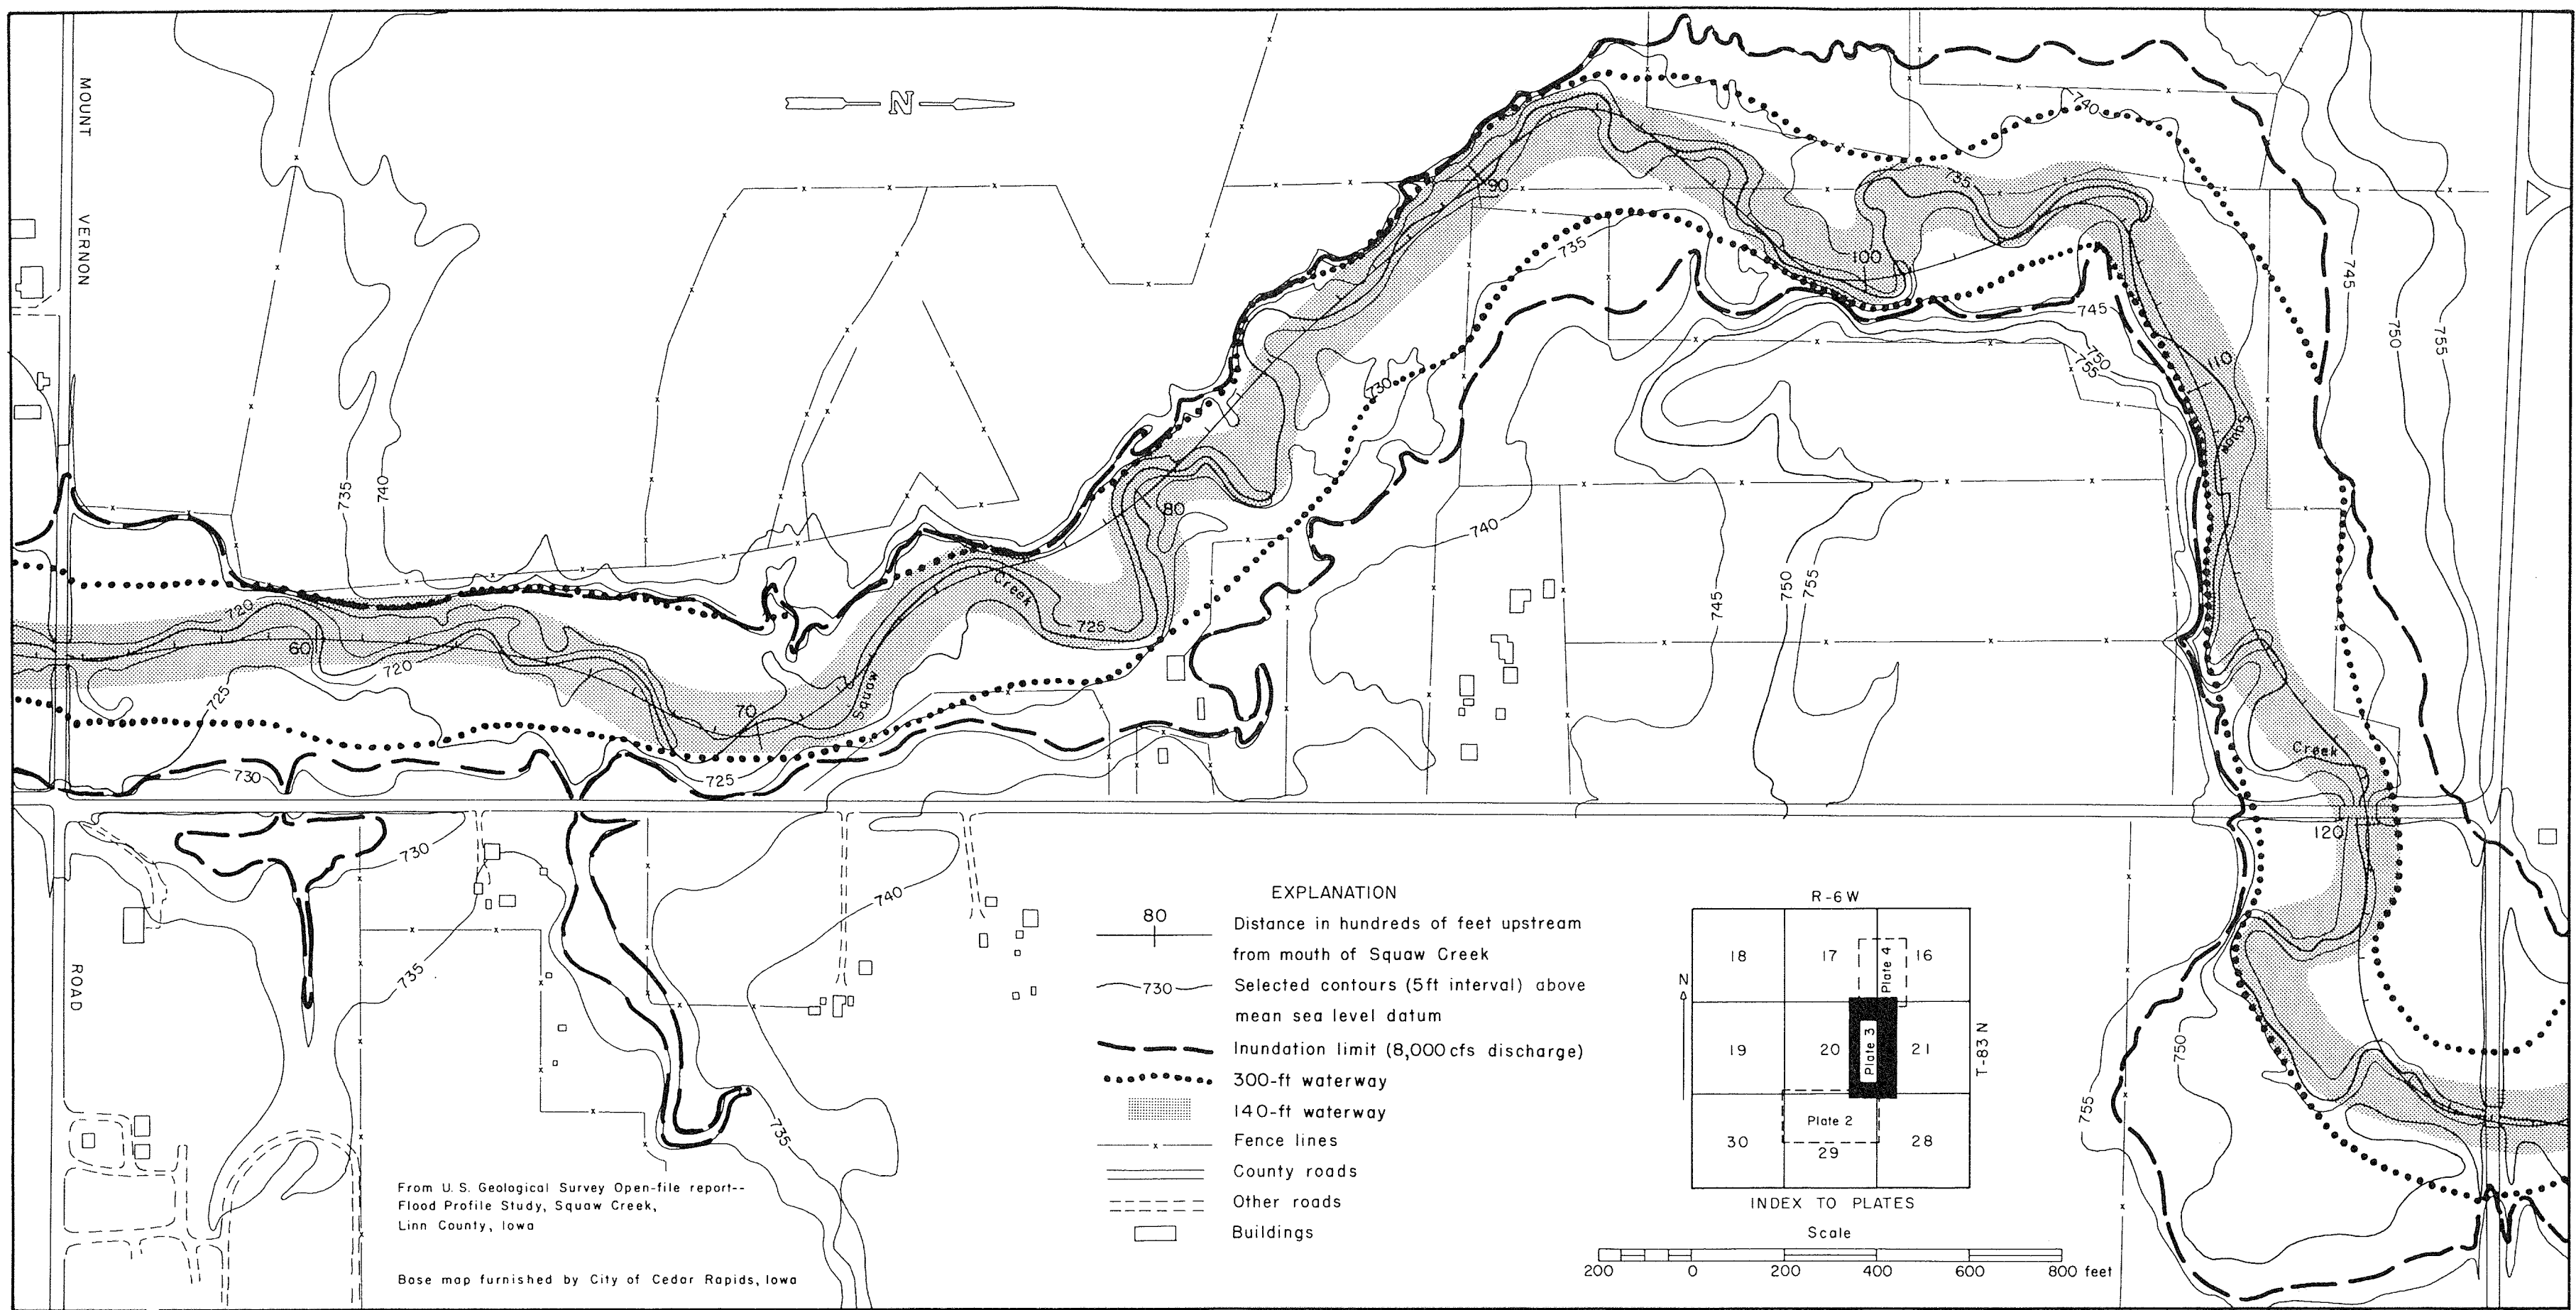 MOUNT
VERNON
ROAD
N
740
735
90
735
735
740
745
750
755
100
745
750
755
110
Squaw
730
80
740
720
60
720
725
730
Creek
725
Squaw
70
725
745
750
755
Creek
120
730
735
740
735
750
755
EXPLANATION
80 Distance in hundreds of feet upstream
from mouth of Squaw Creek
730 Selected contours (5ft interval) above
mean sea level datum
Inundation limit (8,000 cfs discharge)
300-ft waterway
140-ft waterway
Fence lines
County roads
Other roads
Buildings
R-6W
18 17 Plate 4 16
N
19 20 Plate 3 21
T-83N
30 Plate 2 29 28
INDEX TO PLATES
Scale
200 0 200 400 600 800 feet
From U.S. Geological Survey Open-file report--
Flood Profile Study, Squaw Creek,
Linn County, Iowa
Base map furnished by City of Cedar Rapids, Iowa